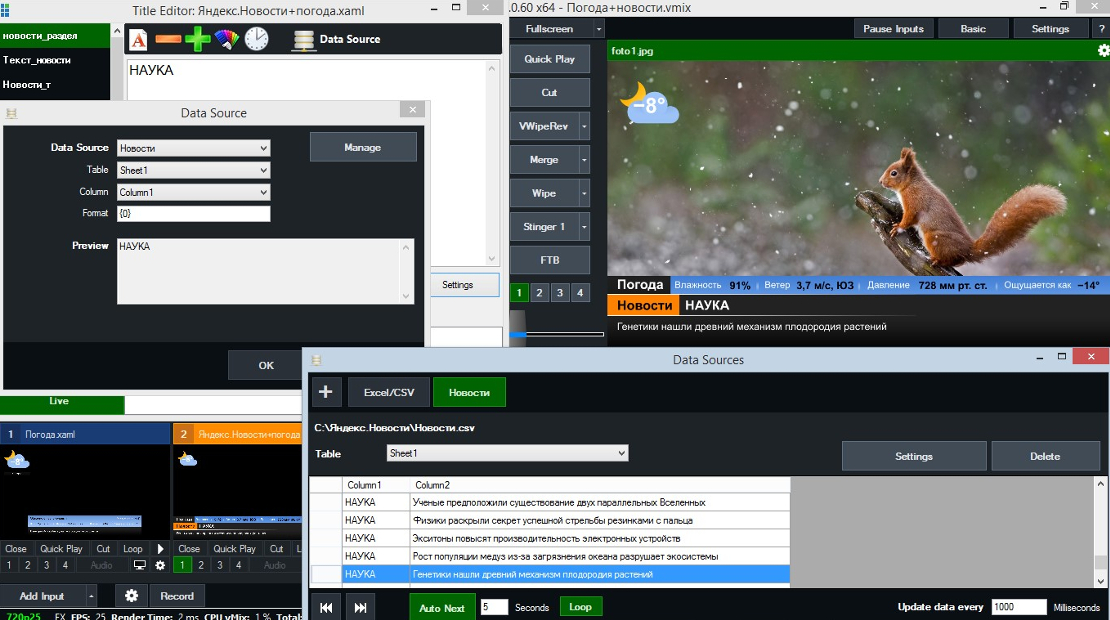 Title Editor: Яндекс.Новости+погода.xaml
новости_раздел
Текст_новости
Новости_т
A
Data Source
НАУКА
Data Source
Data Source
Новости
Manage
Table
Sheet1
Column
Column1
Format
{0}
Preview
НАУКА
Settings
OK
.0.60 x64 - Погода+новости.vmix
Fullscreen
Pause Inputs
Basic
Settings
?
Quick Play
Cut
VWipeRev
Merge
Wipe
Stinger 1
FTB
1 2 3 4
foto1.jpg
−8°
Погода Влажность 91% Ветер 3,7 м/с, ЮЗ Давление 728 мм рт. ст. Ощущается как −14°
Новости НАУКА
Генетики нашли древний механизм плодородия растений
Live
1 Погода.xaml
2 Яндекс.Новости+погода
Close Quick Play Cut Loop
1 2 3 4 Audio
Close Quick Play Cut
1 2 3 4 Audio
Add Input
Record
720p25 EX FPS: 25 Render Time: 2 ms CPU vMix: 1 % Total:
Data Sources
+ Excel/CSV Новости
C:\Яндекс.Новости\Новости.csv
Table Sheet1
Settings
Delete
Column1 Column2
НАУКА Ученые предположили существование двух параллельных Вселенных
НАУКА Физики раскрыли секрет успешной стрельбы резинками с пальца
НАУКА Экситоны повысят производительность электронных устройств
НАУКА Рост популяции медуз из-за загрязнения океана разрушает экосистемы
НАУКА Генетики нашли древний механизм плодородия растений
Auto Next 5 Seconds Loop
Update data every 1000 Milliseconds